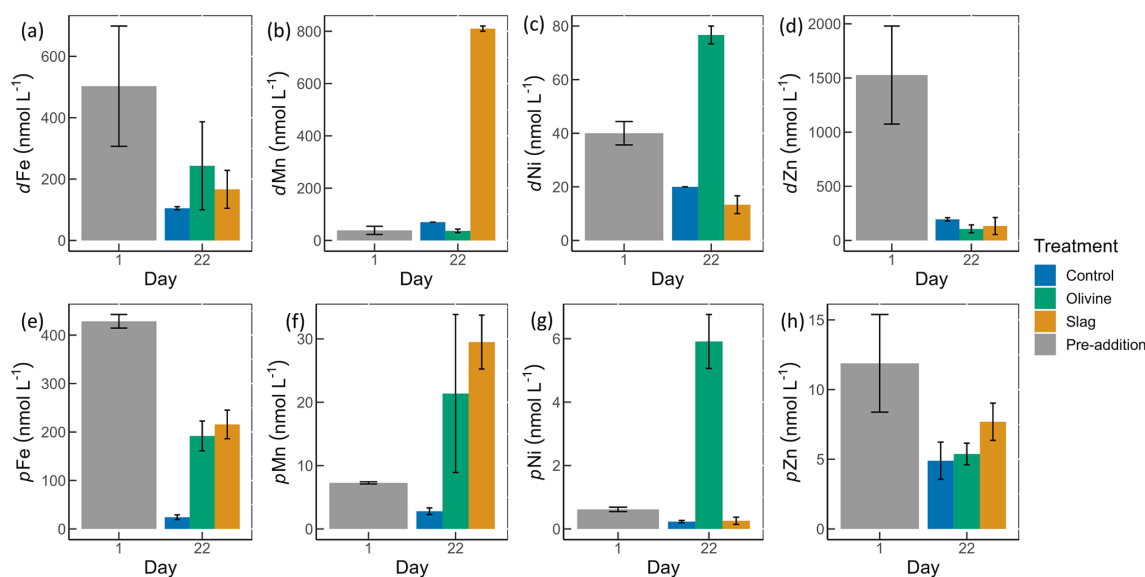 (a)
dFe (nmol L⁻¹)
600
400
200
0
1
22
Day
(b)
dMn (nmol L⁻¹)
800
600
400
200
0
1
22
Day
(c)
dNi (nmol L⁻¹)
80
60
40
20
0
1
22
Day
(d)
dZn (nmol L⁻¹)
2000
1500
1000
500
0
1
22
Day
(e)
pFe (nmol L⁻¹)
400
300
200
100
0
1
22
Day
(f)
pMn (nmol L⁻¹)
30
20
10
0
1
22
Day
(g)
pNi (nmol L⁻¹)
6
4
2
0
1
22
Day
(h)
pZn (nmol L⁻¹)
15
10
5
0
1
22
Day
Treatment
Control
Olivine
Slag
Pre-addition